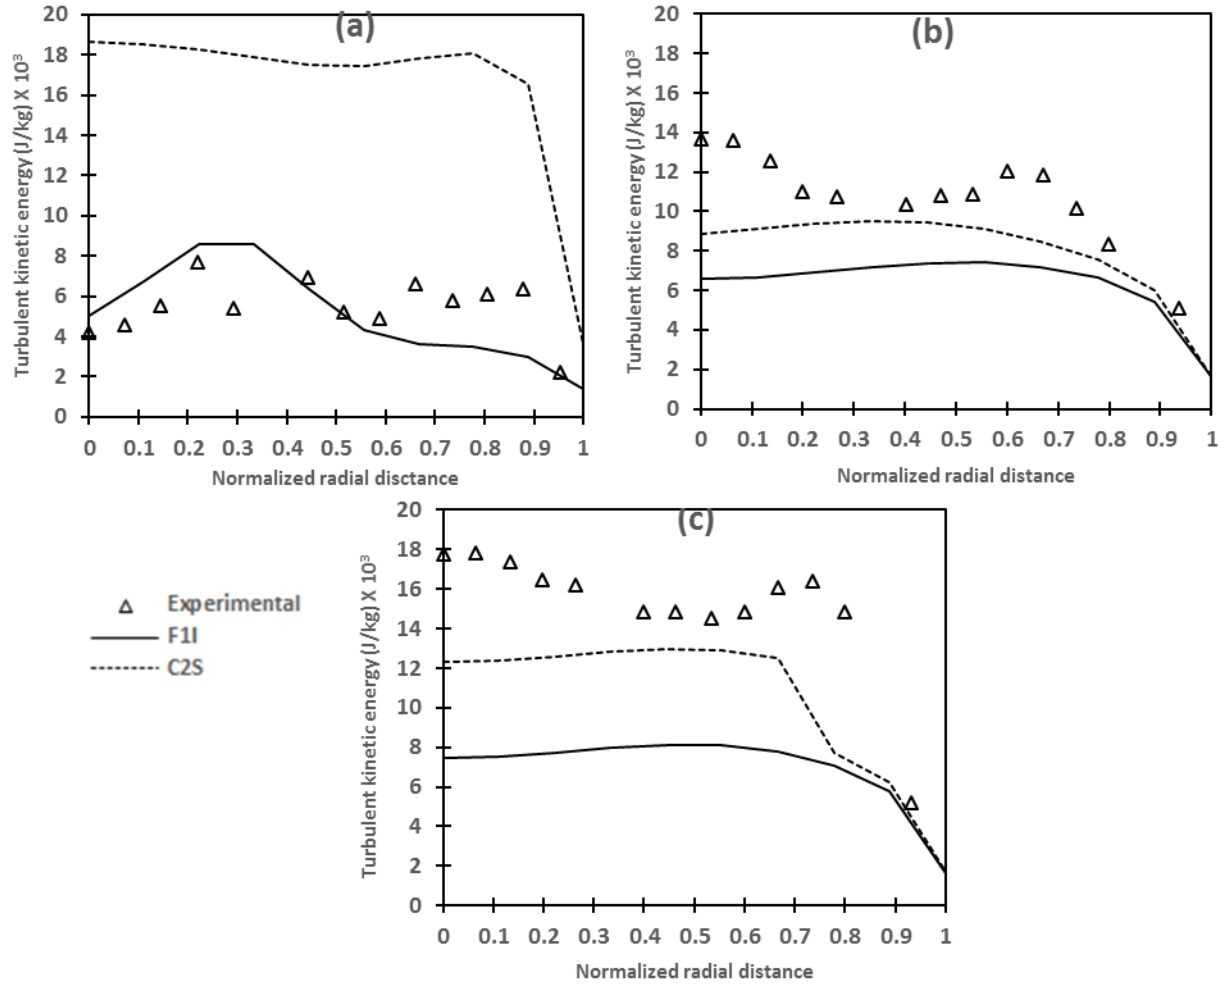 (a)
Turbulent kinetic energy (J/kg) X 10³
20
18
16
14
12
10
8
6
4
2
0
0 0.1 0.2 0.3 0.4 0.5 0.6 0.7 0.8 0.9 1
Normalized radial disctance
(b)
Turbulent kinetic energy (J/kg) X 10³
20
18
16
14
12
10
8
6
4
2
0
0 0.1 0.2 0.3 0.4 0.5 0.6 0.7 0.8 0.9 1
Normalized radial distance
Experimental
F1I
C2S
(c)
Turbulent kinetic energy (J/kg) X 10³
20
18
16
14
12
10
8
6
4
2
0
0 0.1 0.2 0.3 0.4 0.5 0.6 0.7 0.8 0.9 1
Normalized radial distance